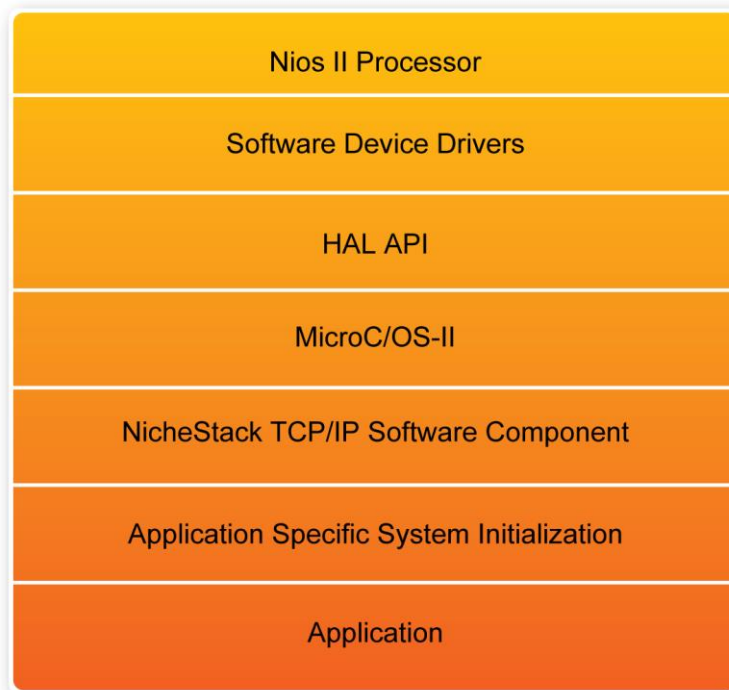 Nios II Processor
Software Device Drivers
HAL API
MicroC/OS-II
NicheStack TCP/IP Software Component
Application Specific System Initialization
Application